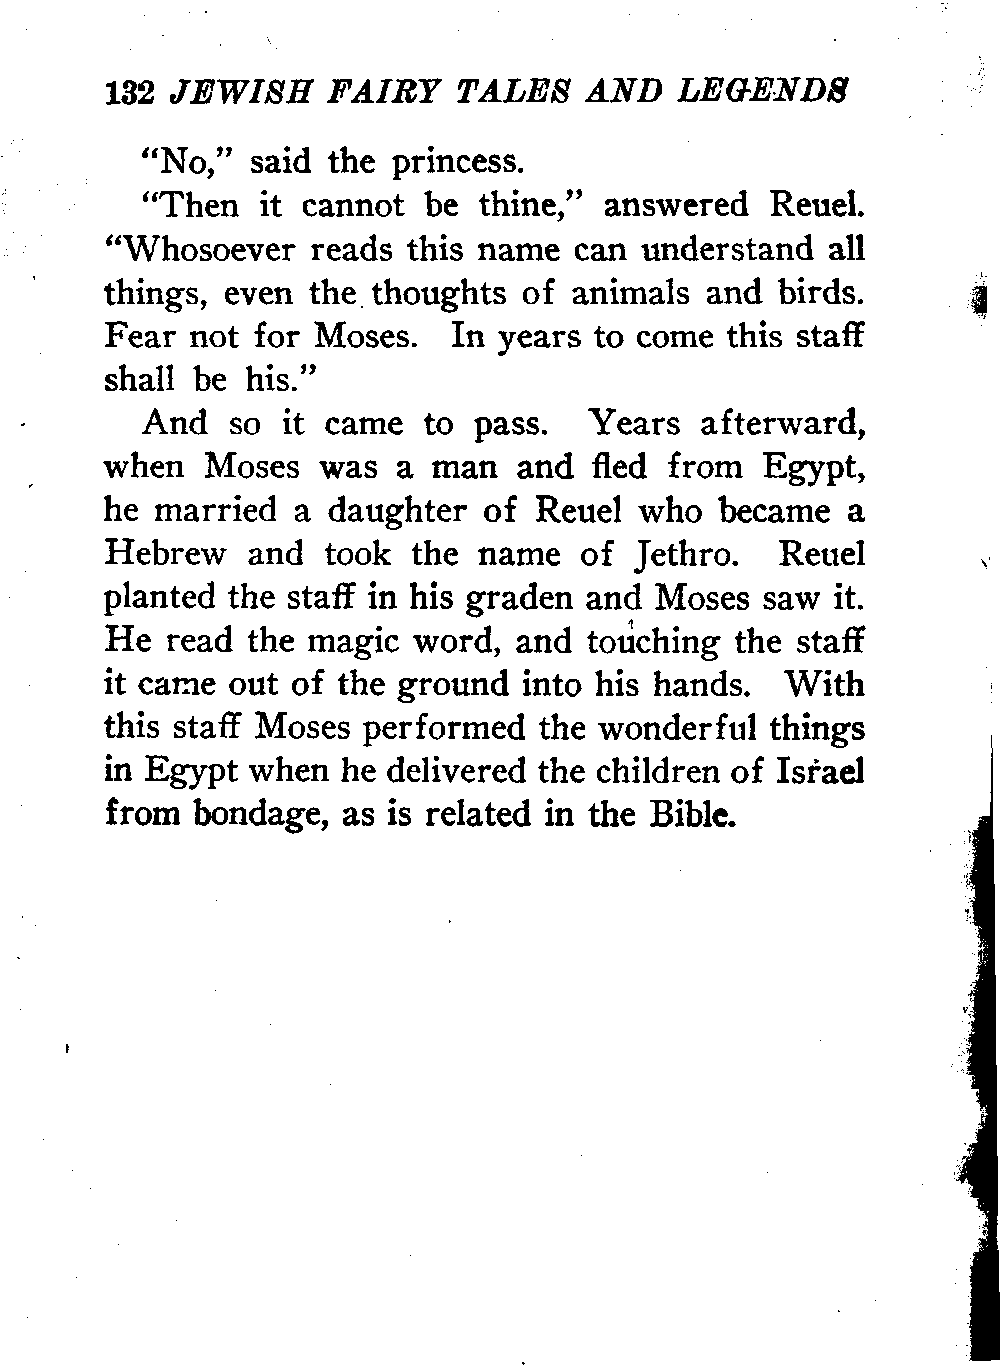 132 JEWISH FAIRY TALES AND LEGENDS
“No,” said the princess.
“Then it cannot be thine,” answered Reuel.
“Whosoever reads this name can understand all
things, even the thoughts of animals and birds.
Fear not for Moses. In years to come this staff
shall be his.”
And so it came to pass. Years afterward,
when Moses was a man and fled from Egypt,
he married a daughter of Reuel who became a
Hebrew and took the name of Jethro. Reuel
planted the staff in his graden and Moses saw it.
He read the magic word, and touching the staff
it came out of the ground into his hands. With
this staff Moses performed the wonderful things
in Egypt when he delivered the children of Israel
from bondage, as is related in the Bible.